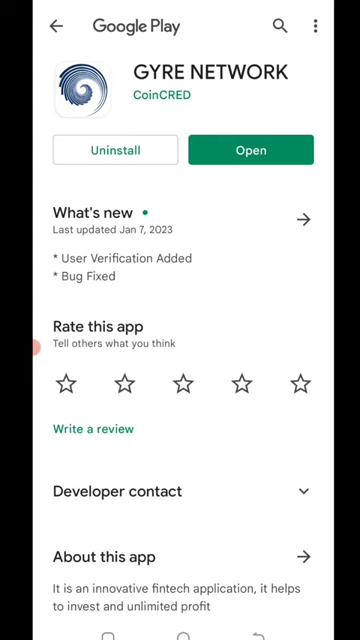 Google Play
GYRE NETWORK
CoinCRED
Uninstall
Open
What's new
Last updated Jan 7, 2023
* User Verification Added
* Bug Fixed
Rate this app
Tell others what you think
Write a review
Developer contact
About this app
It is an innovative fintech application, it helps
to invest and unlimited profit